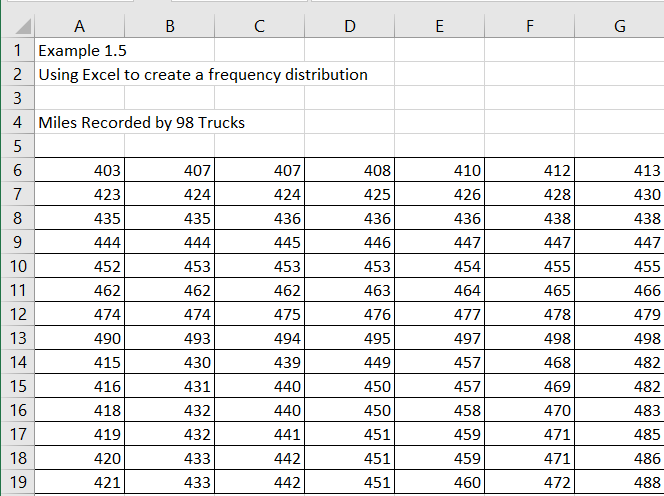 A B C D E F G
1 Example 1.5
2 Using Excel to create a frequency distribution
3
4 Miles Recorded by 98 Trucks
5
6 403 407 407 408 410 412 413
7 423 424 424 425 426 428 430
8 435 435 436 436 436 438 438
9 444 444 445 446 447 447 447
10 452 453 453 453 454 455 455
11 462 462 462 463 464 465 466
12 474 474 475 476 477 478 479
13 490 493 494 495 497 498 498
14 415 430 439 449 457 468 482
15 416 431 440 450 457 469 482
16 418 432 440 450 458 470 483
17 419 432 441 451 459 471 485
18 420 433 442 451 459 471 486
19 421 433 442 451 460 472 488